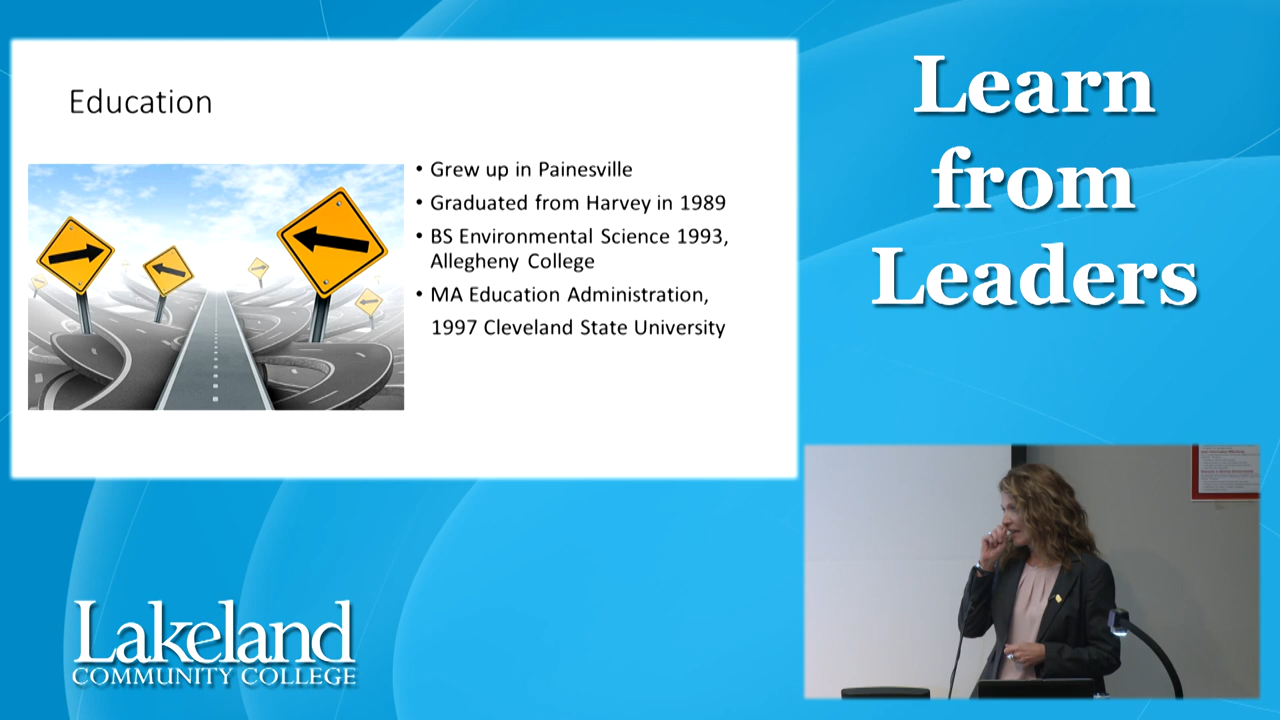 Education
• Grew up in Painesville
• Graduated from Harvey in 1989
• BS Environmental Science 1993,
Allegheny College
• MA Education Administration,
1997 Cleveland State University
Learn
from
Leaders
Lakeland
COMMUNITY COLLEGE